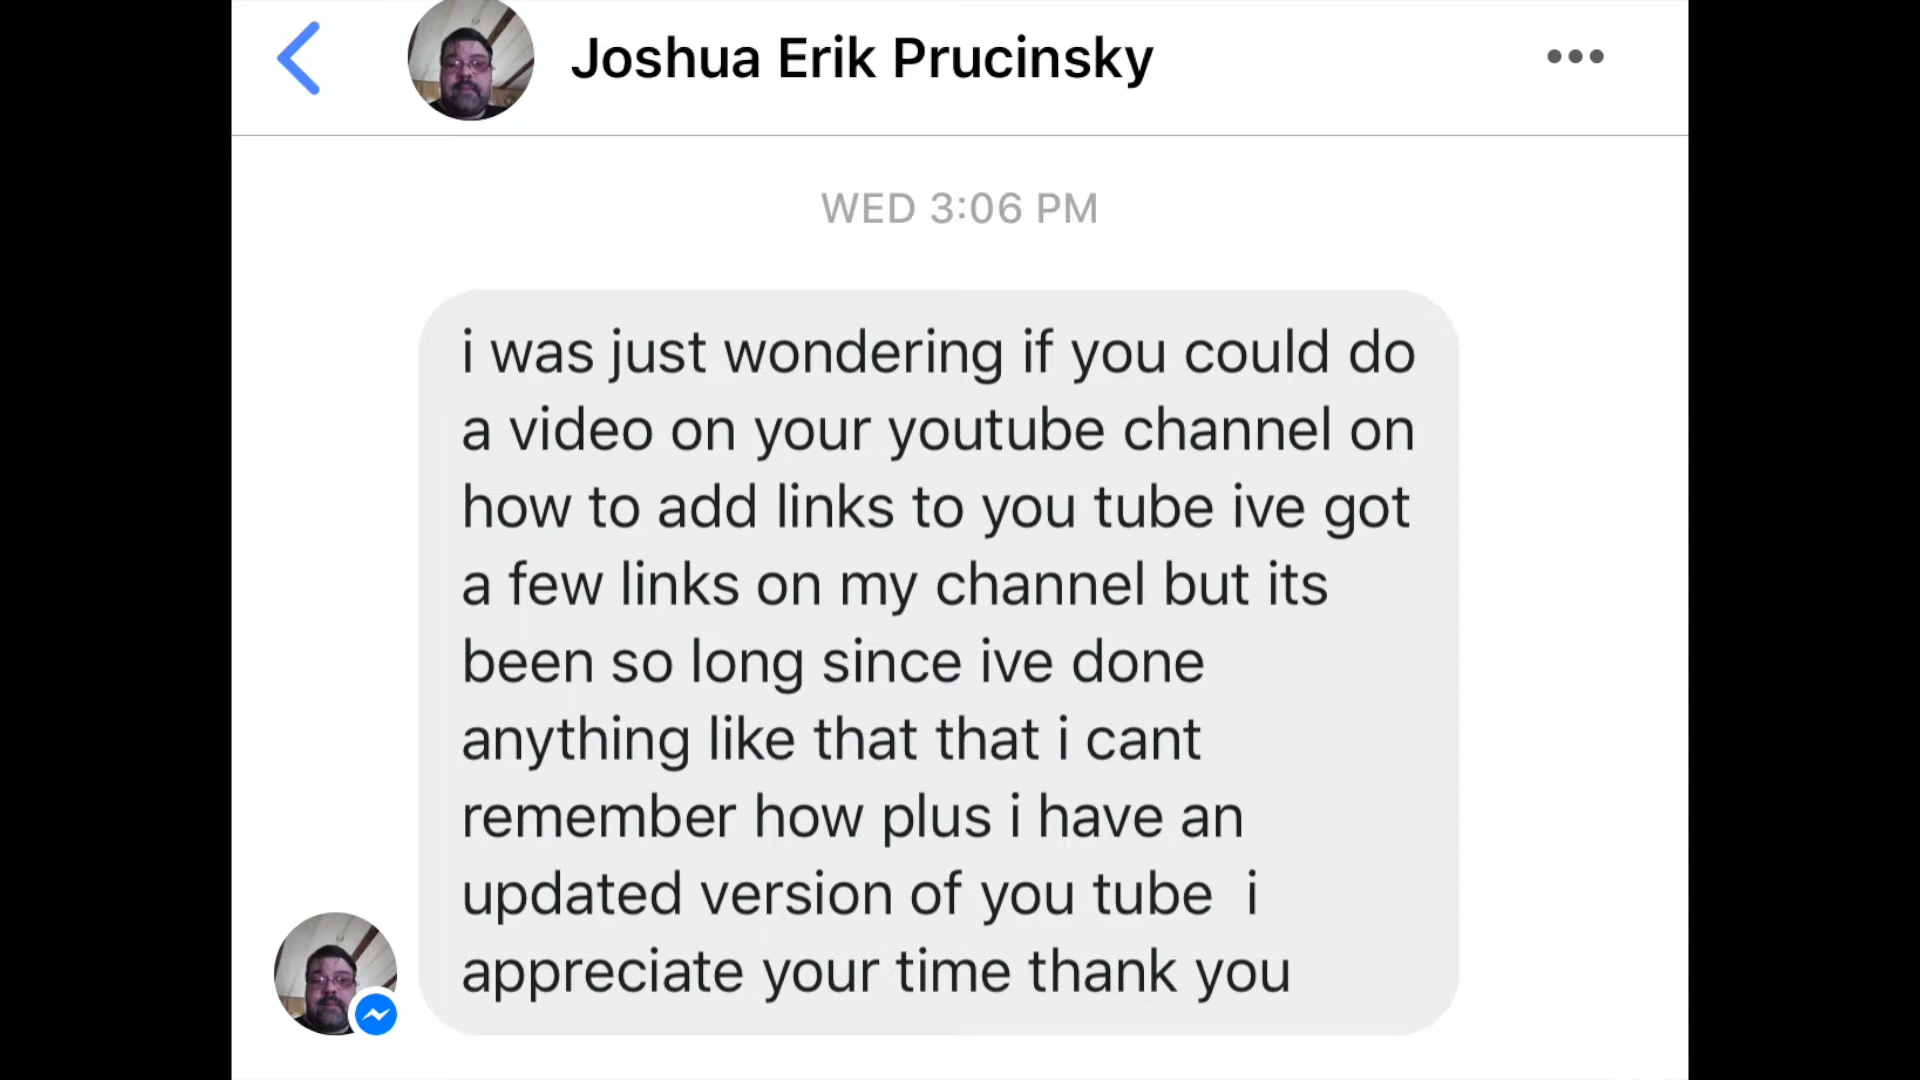 Joshua Erik Prucinsky
WED 3:06 PM
i was just wondering if you could do
a video on your youtube channel on
how to add links to you tube ive got
a few links on my channel but its
been so long since ive done
anything like that that i cant
remember how plus i have an
updated version of you tube  i
appreciate your time thank you